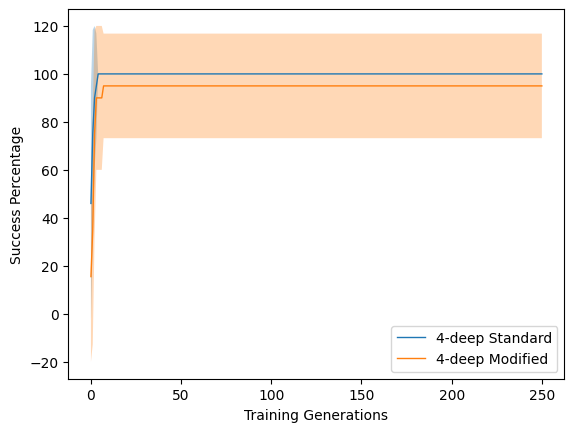 120
100
80
60
40
20
0
−20
Success Percentage
0 50 100 150 200 250
Training Generations
4-deep Standard
4-deep Modified